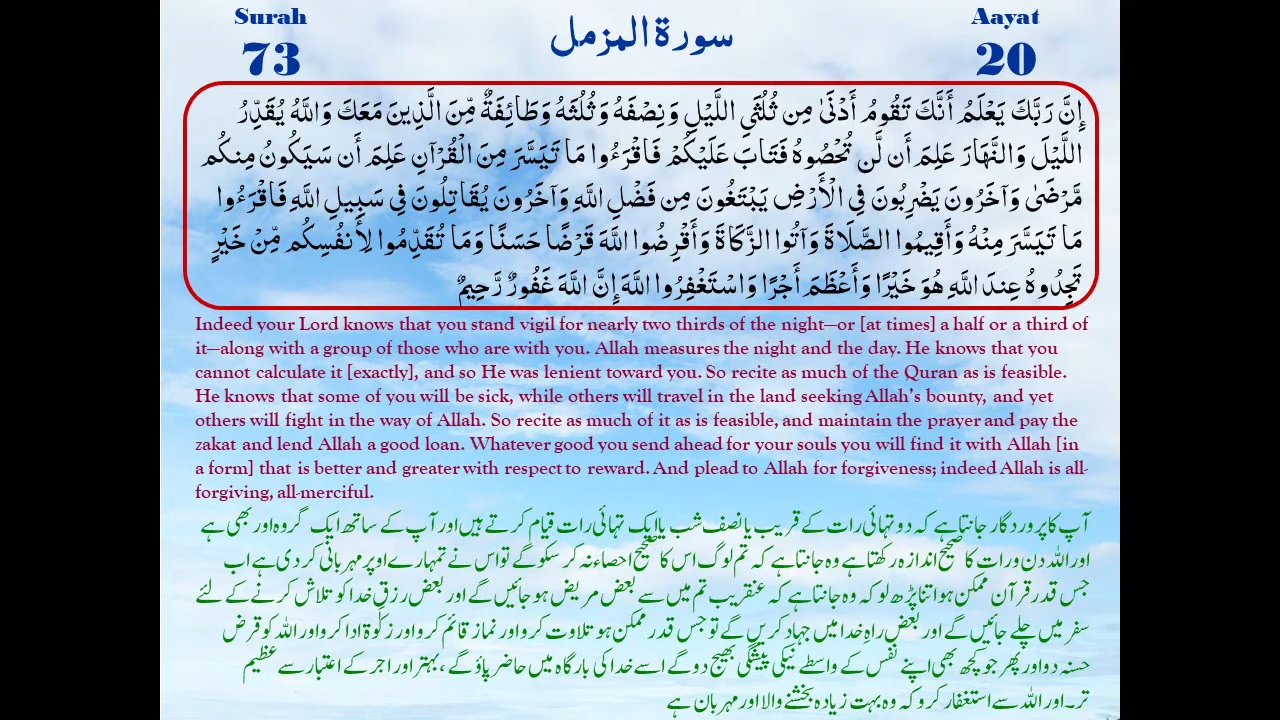 Surah
73
سورة المزمل
Aayat
20
إِنَّ رَبَّكَ يَعْلَمُ أَنَّكَ تَقُومُ أَدْنَىٰ مِن ثُلُثَيِ اللَّيْلِ وَنِصْفَهُ وَثُلُثَهُ وَطَائِفَةٌ مِّنَ الَّذِينَ مَعَكَ وَاللَّهُ يُقَدِّرُ
اللَّيْلَ وَالنَّهَارَ عَلِمَ أَن لَّن تُحْصُوهُ فَتَابَ عَلَيْكُمْ فَاقْرَءُوا مَا تَيَسَّرَ مِنَ الْقُرْآنِ عَلِمَ أَن سَيَكُونُ مِنكُم
مَّرْضَىٰ وَآخَرُونَ يَضْرِبُونَ فِي الْأَرْضِ يَبْتَغُونَ مِن فَضْلِ اللَّهِ وَآخَرُونَ يُقَاتِلُونَ فِي سَبِيلِ اللَّهِ فَاقْرَءُوا
مَا تَيَسَّرَ مِنْهُ وَأَقِيمُوا الصَّلَاةَ وَآتُوا الزَّكَاةَ وَأَقْرِضُوا اللَّهَ قَرْضًا حَسَنًا وَمَا تُقَدِّمُوا لِأَنفُسِكُم مِّنْ خَيْرٍ
تَجِدُوهُ عِندَ اللَّهِ هُوَ خَيْرًا وَأَعْظَمَ أَجْرًا وَاسْتَغْفِرُوا اللَّهَ إِنَّ اللَّهَ غَفُورٌ رَّحِيمٌ
Indeed your Lord knows that you stand vigil for nearly two thirds of the night—or [at times] a half or a third of
it—along with a group of those who are with you. Allah measures the night and the day. He knows that you
cannot calculate it [exactly], and so He was lenient toward you. So recite as much of the Quran as is feasible.
He knows that some of you will be sick, while others will travel in the land seeking Allah's bounty, and yet
others will fight in the way of Allah. So recite as much of it as is feasible, and maintain the prayer and pay the
zakat and lend Allah a good loan. Whatever good you send ahead for your souls you will find it with Allah [in
a form] that is better and greater with respect to reward. And plead to Allah for forgiveness; indeed Allah is all-
forgiving, all-merciful.
آپ کا پروردگار جانتا ہے کہ دو تہائی رات کے قریب یا نصف شب یا ایک تہائی رات قیام کرتے ہیں اور آپ کے ساتھ ایک گروہ اور بھی ہے
اور اللہ دن و رات کا صحیح اندازہ رکھتا ہے وہ جانتا ہے کہ تم لوگ اس کا صحیح احصاء نہ کر سکو گے تو اس نے تمہارے اوپر مہربانی کر دی ہے اب
جس قدر قرآن ممکن ہو اتنا پڑھ لو کہ وہ جانتا ہے کہ عنقریب تم میں سے بعض مریض ہو جائیں گے اور بعض رزق خدا کو تلاش کرنے کے لئے
سفر میں چلے جائیں گے اور بعض راہِ خدا میں جہاد کریں گے تو جس قدر ممکن ہو تلاوت کرو اور نماز قائم کرو اور زکوٰۃ ادا کرو اور اللہ کو قرض
حسنہ دو اور پھر جو کچھ بھی اپنے نفس کے واسطے نیکی پیشگی بھیج دو گے اسے خدا کی بارگاہ میں حاضر پاؤ گے ،بہتر اور اجر کے اعتبار سے عظیم
تر۔اور اللہ سے استغفار کرو کہ وہ بہت زیادہ بخشنے والا اور مہربان ہے